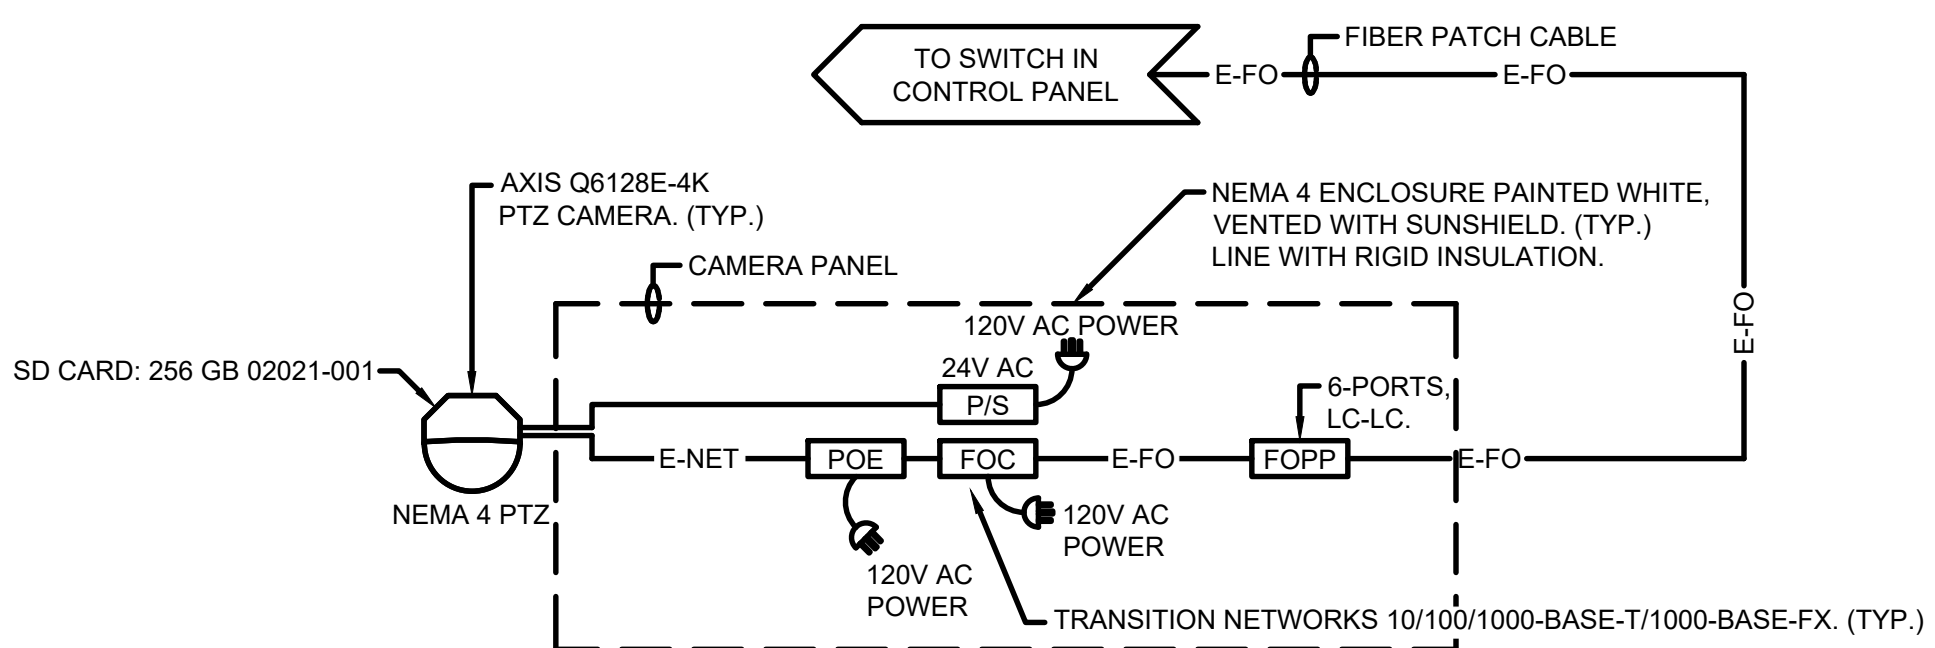 FIBER PATCH CABLE
TO SWITCH IN
CONTROL PANEL
E-FO
E-FO
AXIS Q6128E-4K
PTZ CAMERA. (TYP.)
NEMA 4 ENCLOSURE PAINTED WHITE,
VENTED WITH SUNSHIELD. (TYP.)
LINE WITH RIGID INSULATION.
CAMERA PANEL
E-FO
120V AC POWER
SD CARD: 256 GB 02021-001
24V AC
P/S
6-PORTS,
LC-LC.
E-NET
POE
FOC
E-FO
FOPP
E-FO
NEMA 4 PTZ
120V AC
POWER
120V AC
POWER
TRANSITION NETWORKS 10/100/1000-BASE-T/1000-BASE-FX. (TYP.)